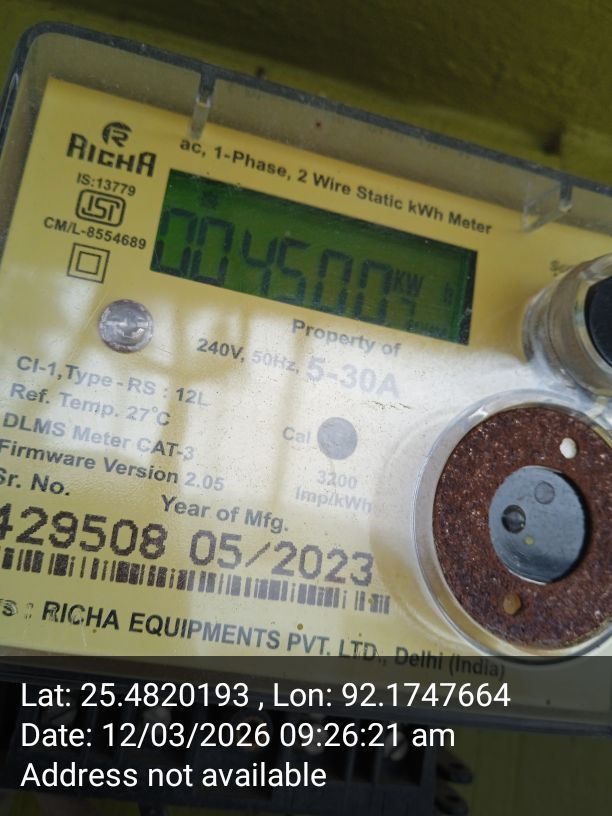 RICHA
ac, 1-Phase, 2 Wire Static kWh Meter
IS:13779
ISI
CM/L-8554689
004500
KW h
Property of
240V, 50Hz, 5-30A
Cl-1, Type-RS : 12L
Ref. Temp. 27°C
DLMS Meter CAT-3
Firmware Version 2.05
Cal
3200
Imp/kWh
Sr. No.
Year of Mfg.
429508 05/2023
RICHA EQUIPMENTS PVT. LTD., Delhi (India)
Lat: 25.4820193 , Lon: 92.1747664
Date: 12/03/2026 09:26:21 am
Address not available